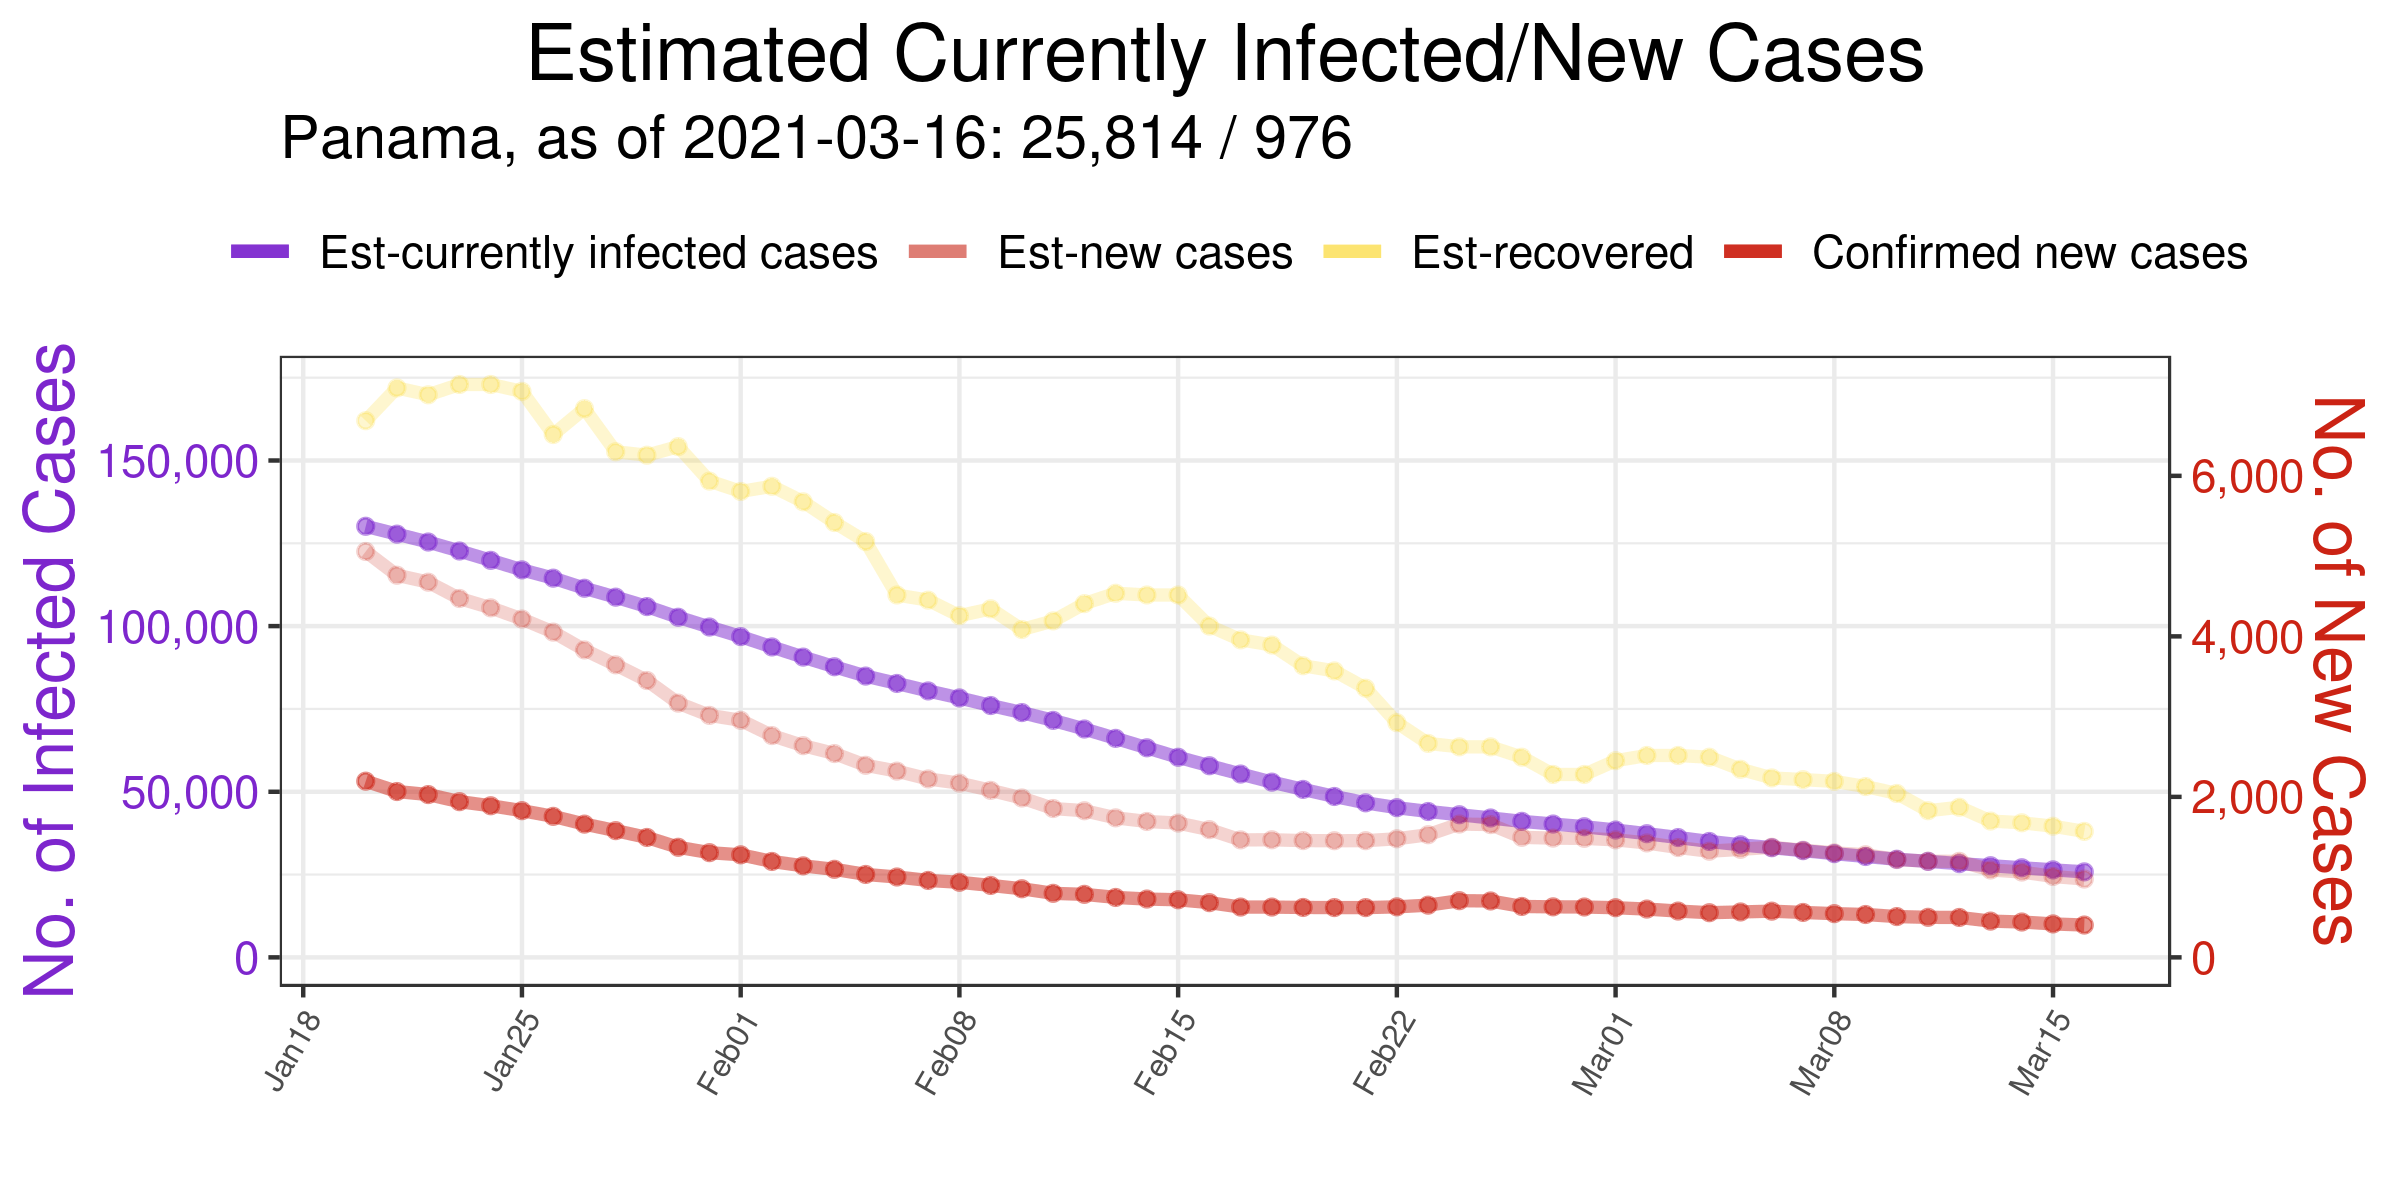 Estimated Currently Infected/New Cases
Panama, as of 2021-03-16: 25,814 / 976
Est-currently infected cases Est-new cases Est-recovered Confirmed new cases
No. of Infected Cases
150,000
100,000
50,000
0
6,000
4,000
2,000
0
No. of New Cases
Jan18 Jan25 Feb01 Feb08 Feb15 Feb22 Mar01 Mar08 Mar15